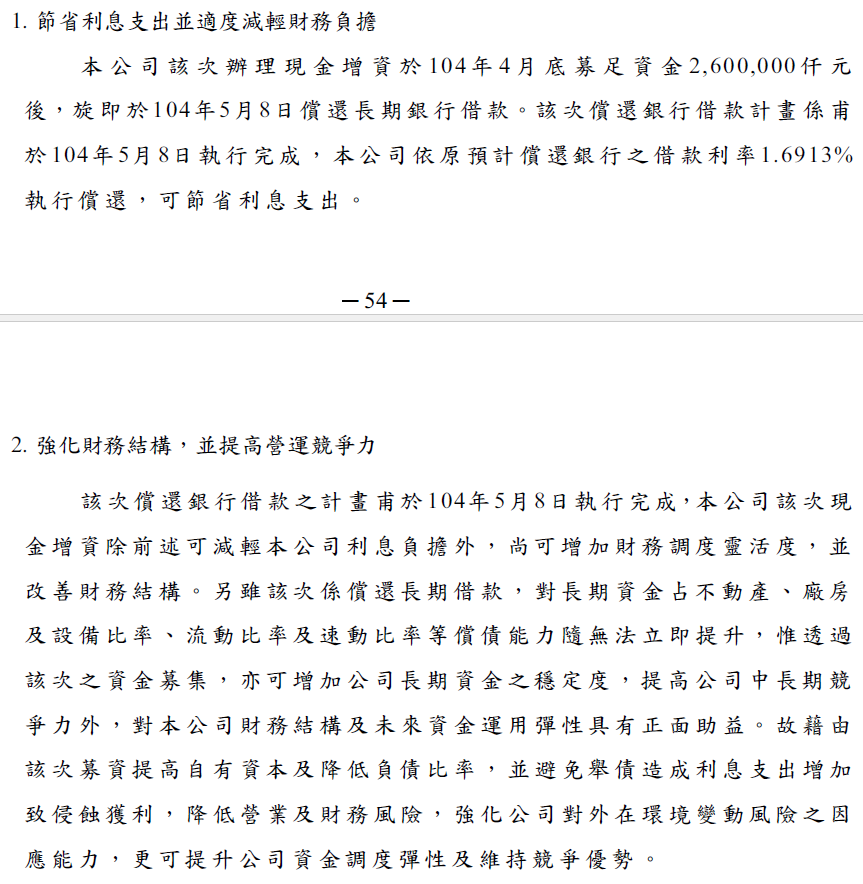 1. 節省利息支出並適度減輕財務負擔
本公司該次辦理現金增資於104年4月底募足資金2,600,000仟元
後，旋即於104年5月8日償還長期銀行借款。該次償還銀行借款計畫係甫
於104年5月8日執行完成，本公司依原預計償還銀行之借款利率1.6913%
執行償還，可節省利息支出。
－54－
2. 強化財務結構，並提高營運競爭力
該次償還銀行借款之計畫甫於104年5月8日執行完成，本公司該次現
金增資除前述可減輕本公司利息負擔外，尚可增加財務調度靈活度，並
改善財務結構。另雖該次係償還長期借款，對長期資金占不動產、廠房
及設備比率、流動比率及速動比率等償債能力隨無法立即提升，惟透過
該次之資金募集，亦可增加公司長期資金之穩定度，提高公司中長期競
爭力外，對本公司財務結構及未來資金運用彈性具有正面助益。故藉由
該次募資提高自有資本及降低負債比率，並避免舉債造成利息支出增加
致侵蝕獲利，降低營業及財務風險，強化公司對外在環境變動風險之因
應能力，更可提升公司資金調度彈性及維持競爭優勢。